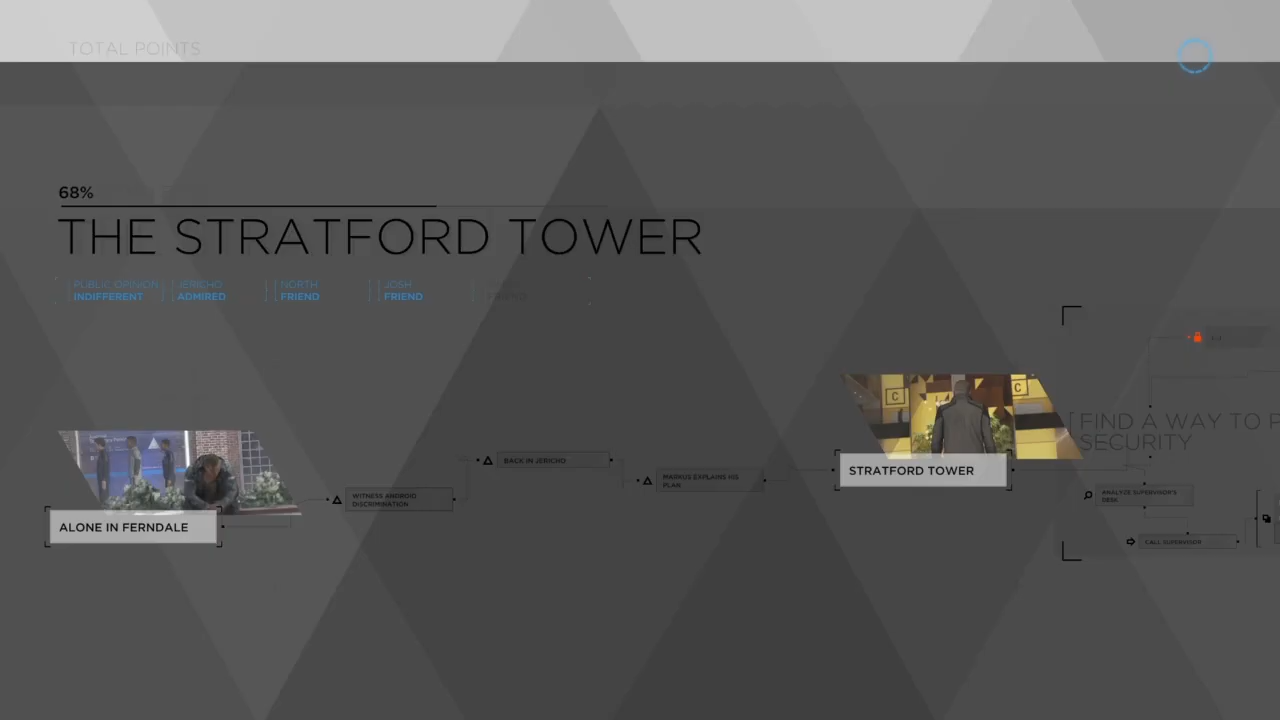 TOTAL POINTS
68%
THE STRATFORD TOWER
PUBLIC OPINION JERICHO NORTH JOSH
INDIFFERENT ADMIRED FRIEND FRIEND FRIEND
C C
FIND A WAY TO
SECURITY
BACK IN JERICHO
STRATFORD TOWER
MARKUS EXPLAINS HIS
PLAN
WITNESS ANDROID
DISCRIMINATION
ANALYZE SUPERVISOR'S
DESK
ALONE IN FERNDALE
CALL SUPERVISOR